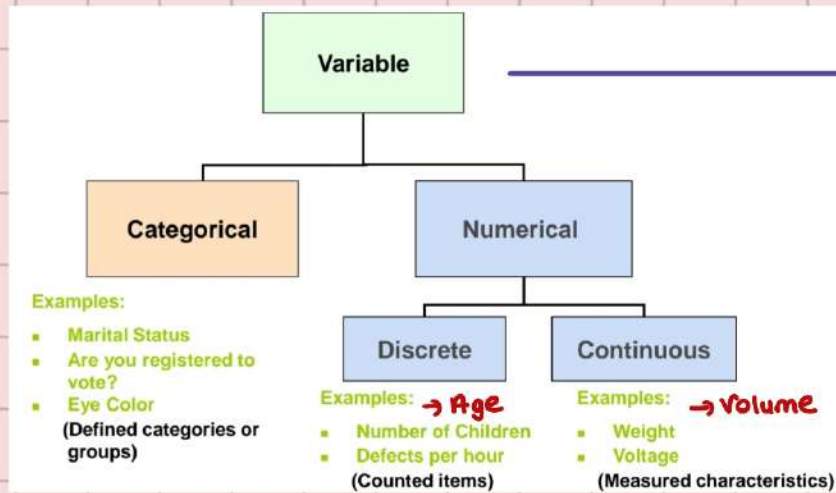 Variable
Categorical
Numerical
Examples:
▪ Marital Status
▪ Are you registered to
vote?
▪ Eye Color
(Defined categories or
groups)
Discrete
Continuous
Examples: → Age
▪ Number of Children
▪ Defects per hour
(Counted items)
Examples: → Volume
▪ Weight
▪ Voltage
(Measured characteristics)